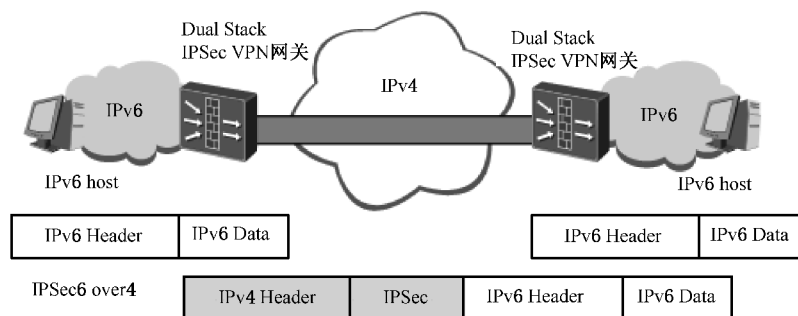 Dual Stack
IPSec VPN网关
Dual Stack
IPSec VPN网关
IPv4
IPv6
IPv6
IPv6 host
IPv6 host
IPv6 Header
IPv6 Data
IPv6 Header
IPv6 Data
IPSec6 over4
IPv4 Header
IPSec
IPv6 Header
IPv6 Data